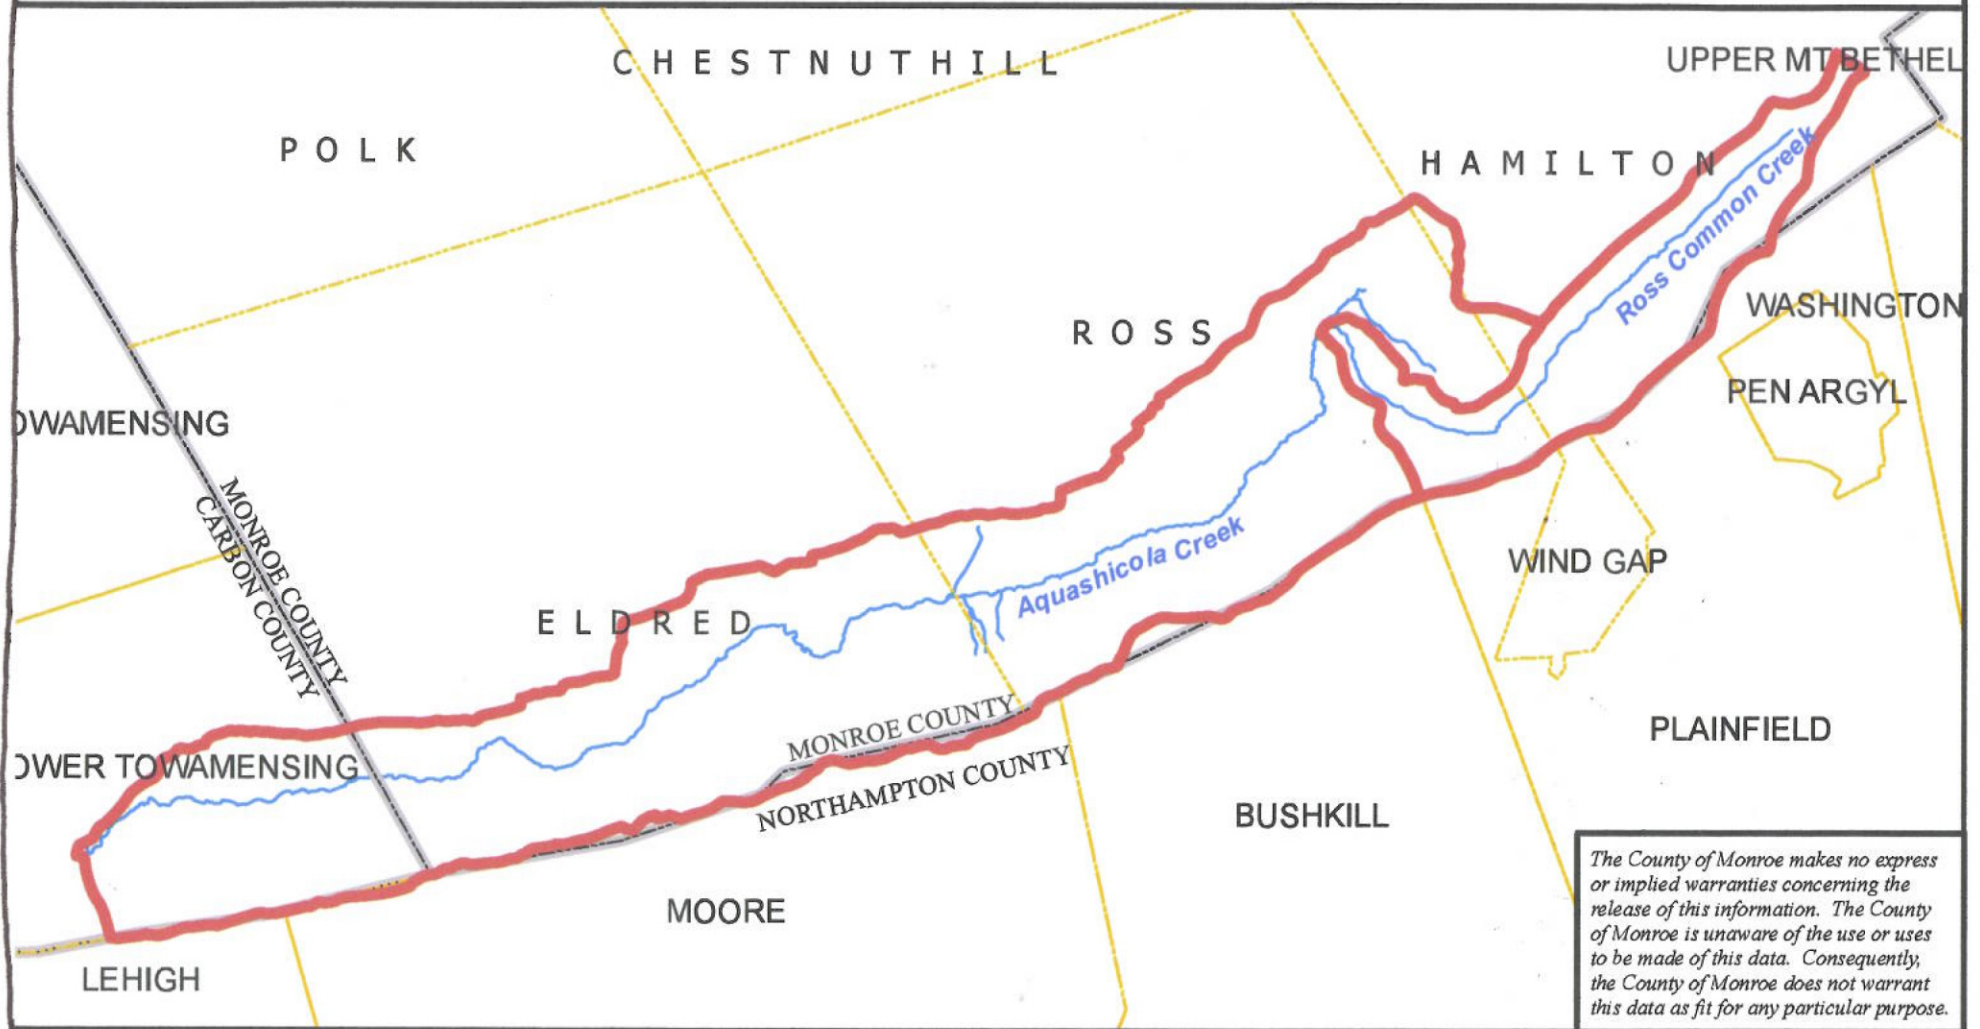 CHESTNUTHILL
UPPER MT BETHEL
POLK
HAMILTON
Ross Common Creek
WASHINGTON
ROSS
PEN ARGYL
OWAMENSING
MONROE COUNTY
CARBON COUNTY
Aquashicola Creek
WIND GAP
ELDRED
MONROE COUNTY
NORTHAMPTON COUNTY
PLAINFIELD
OWER TOWAMENSING
BUSHKILL
MOORE
LEHIGH
The County of Monroe makes no express
or implied warranties concerning the
release of this information. The County
of Monroe is unaware of the use or uses
to be made of this data. Consequently,
the County of Monroe does not warrant
this data as fit for any particular purpose.